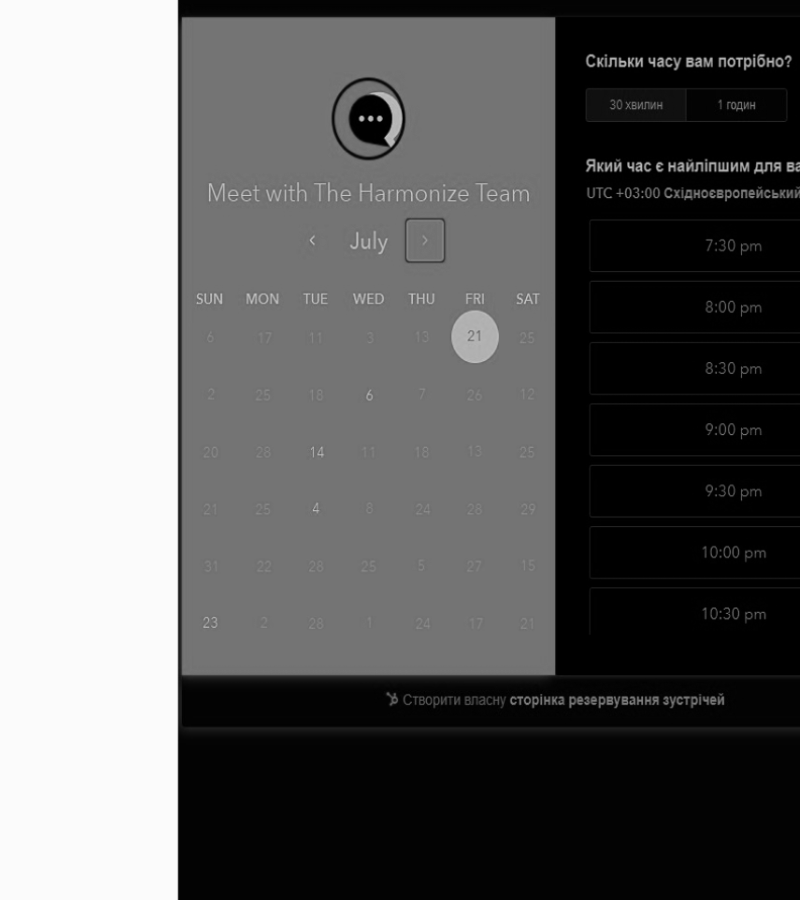 Meet with The Harmonize Team
July
SUN MON TUE WED THU FRI SAT
6 17 11 3 13 21 25
2 25 18 6 7 26 12
20 28 14 11 18 13 25
21 25 4 8 24 28 29
31 22 28 25 5 27 15
23 2 28 1 24 17 21
Скільки часу вам потрібно?
30 хвилин 1 годин
Який час є найліпшим для ва
UTC +03:00 Східноєвропейський
7:30 pm
8:00 pm
8:30 pm
9:00 pm
9:30 pm
10:00 pm
10:30 pm
Створити власну сторінка резервування зустрічей